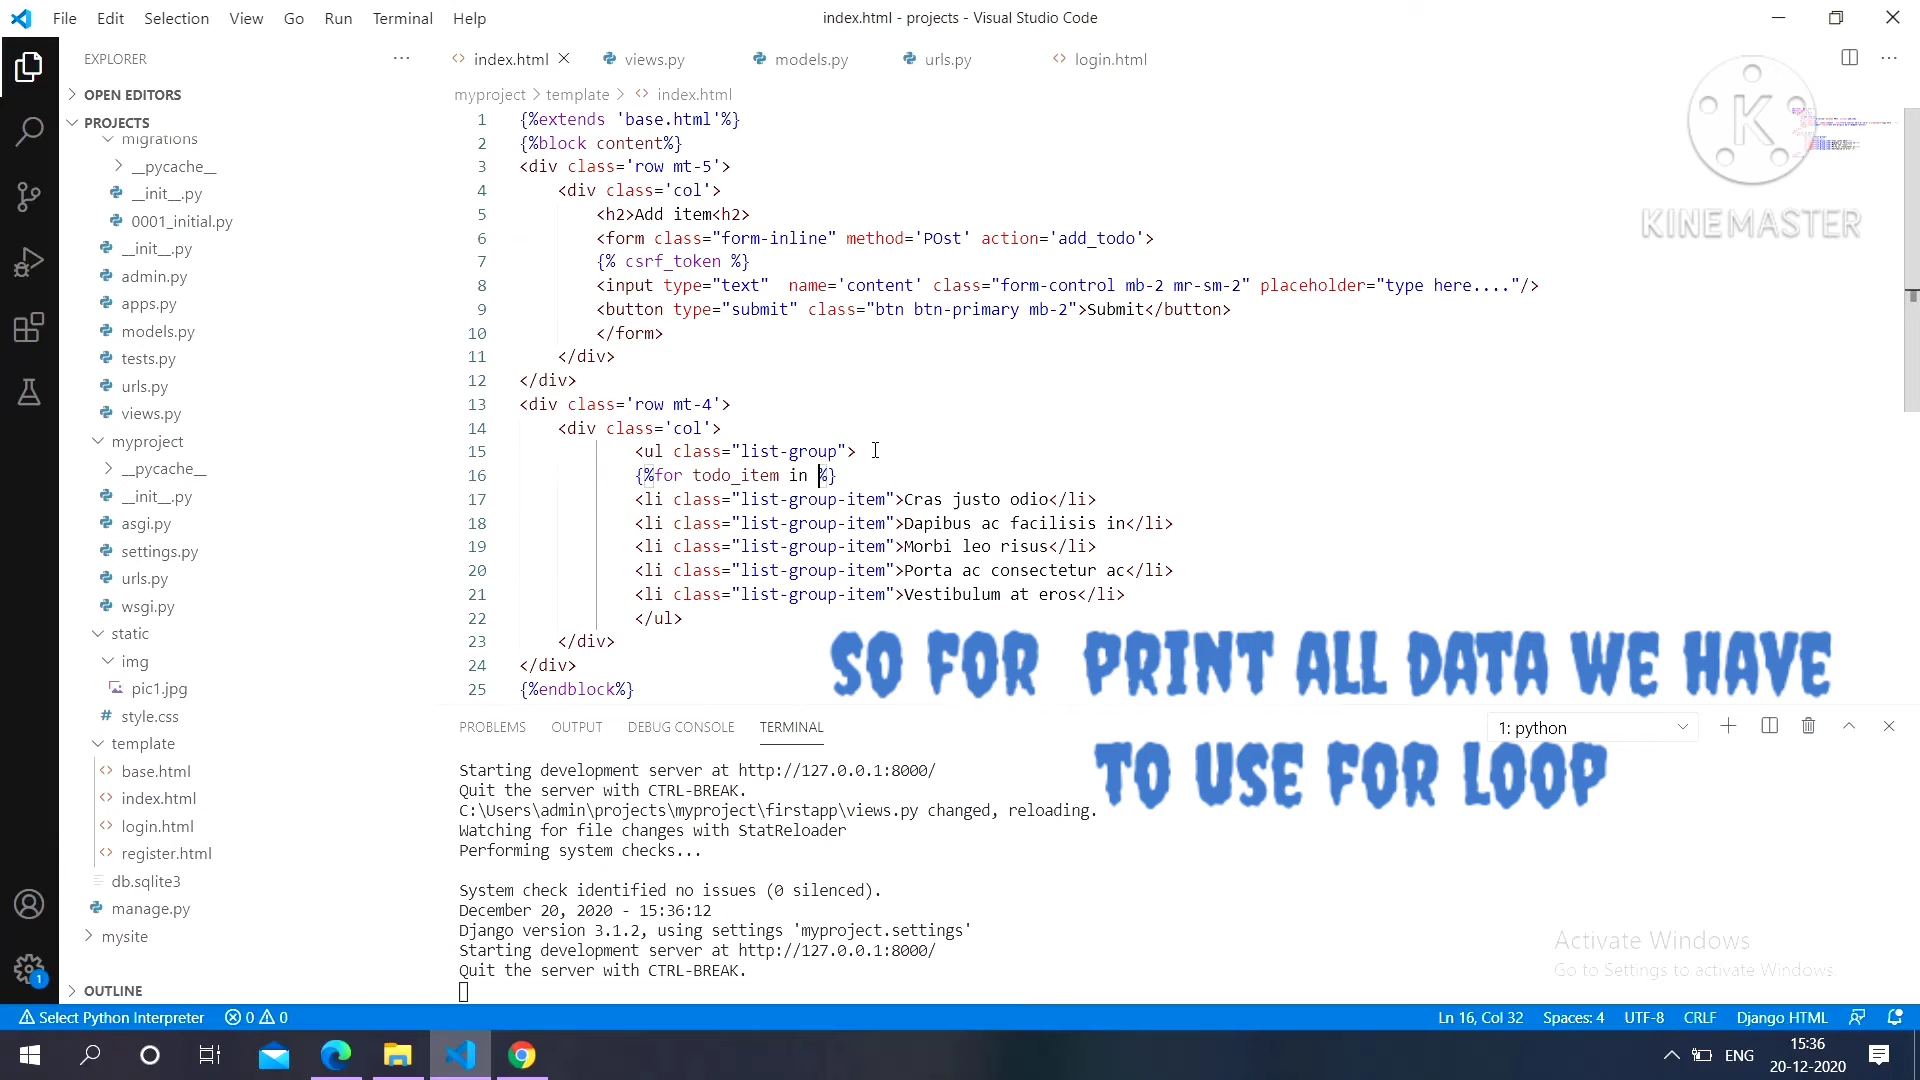 File Edit Selection View Go Run Terminal Help
index.html - projects - Visual Studio Code
EXPLORER
index.html
views.py
models.py
urls.py
login.html
OPEN EDITORS
myproject > template > index.html
PROJECTS
migrations
__pycache__
__init__.py
0001_initial.py
__init__.py
admin.py
apps.py
models.py
tests.py
urls.py
views.py
myproject
__pycache__
__init__.py
asgi.py
settings.py
urls.py
wsgi.py
static
img
pic1.jpg
style.css
template
base.html
index.html
login.html
register.html
db.sqlite3
manage.py
mysite
OUTLINE
1 {%extends 'base.html'%}
2 {%block content%}
3 <div class='row mt-5'>
4 <div class='col'>
5 <h2>Add item<h2>
6 <form class="form-inline" method='POst' action='add_todo'>
7 {% csrf_token %}
8 <input type="text"  name='content' class="form-control mb-2 mr-sm-2" placeholder="type here...."/>
9 <button type="submit" class="btn btn-primary mb-2">Submit</button>
10 </form>
11 </div>
12 </div>
13 <div class='row mt-4'>
14 <div class='col'>
15 <ul class="list-group">
16 {%for todo_item in %}
17 <li class="list-group-item">Cras justo odio</li>
18 <li class="list-group-item">Dapibus ac facilisis in</li>
19 <li class="list-group-item">Morbi leo risus</li>
20 <li class="list-group-item">Porta ac consectetur ac</li>
21 <li class="list-group-item">Vestibulum at eros</li>
22 </ul>
23 </div>
24 </div>
25 {%endblock%}
K
KINEMASTER
SO FOR PRINT ALL DATA WE HAVE
TO USE FOR LOOP
PROBLEMS OUTPUT DEBUG CONSOLE TERMINAL
1: python
Starting development server at http://127.0.0.1:8000/
Quit the server with CTRL-BREAK.
C:\Users\admin\projects\myproject\firstapp\views.py changed, reloading.
Watching for file changes with StatReloader
Performing system checks...
System check identified no issues (0 silenced).
December 20, 2020 - 15:36:12
Django version 3.1.2, using settings 'myproject.settings'
Starting development server at http://127.0.0.1:8000/
Quit the server with CTRL-BREAK.
Activate Windows
Go to Settings to activate Windows.
1
Select Python Interpreter 0 0
Ln 16, Col 32 Spaces: 4 UTF-8 CRLF Django HTML
ENG
15:36
20-12-2020